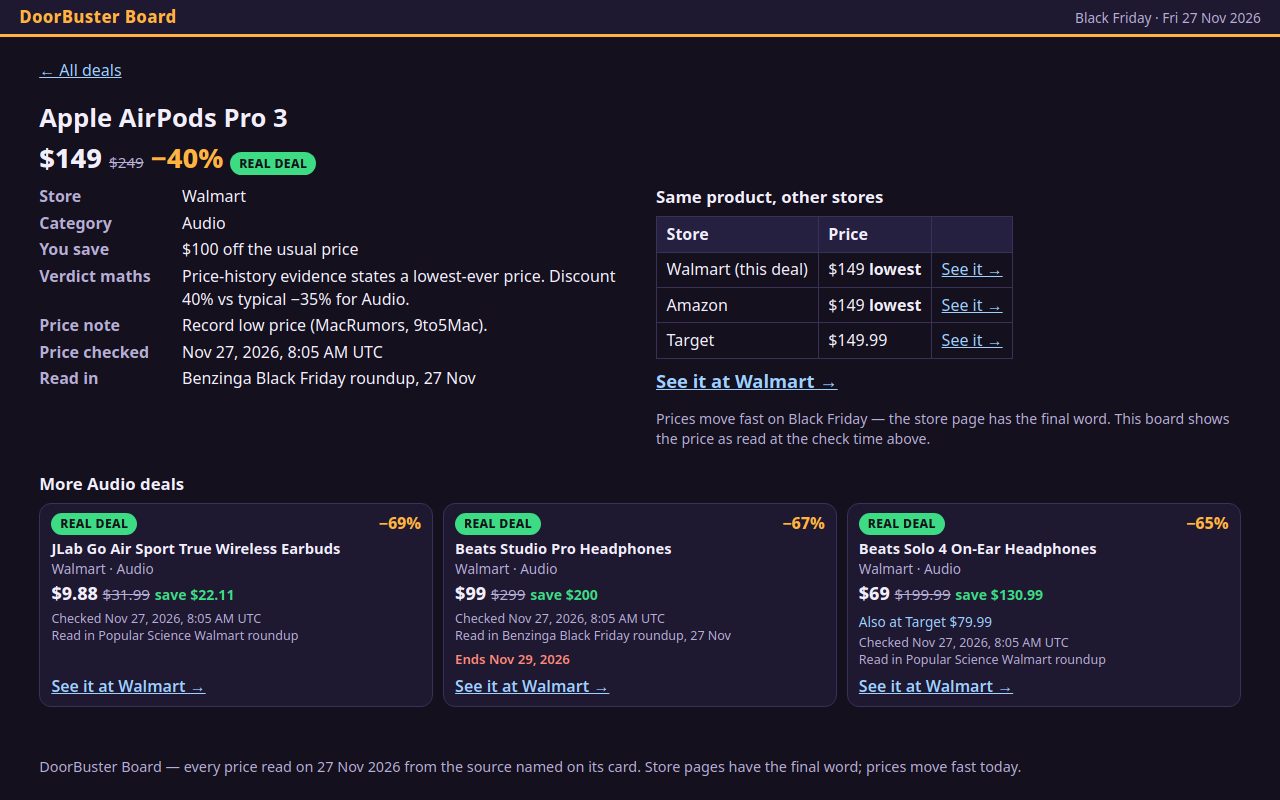 DoorBuster Board
Black Friday · Fri 27 Nov 2026
← All deals
Apple AirPods Pro 3
$149 $249 −40% REAL DEAL
Store Walmart
Category Audio
You save $100 off the usual price
Verdict maths Price-history evidence states a lowest-ever price. Discount
40% vs typical −35% for Audio.
Price note Record low price (MacRumors, 9to5Mac).
Price checked Nov 27, 2026, 8:05 AM UTC
Read in Benzinga Black Friday roundup, 27 Nov
Same product, other stores
Store Price
Walmart (this deal) $149 lowest See it →
Amazon $149 lowest See it →
Target $149.99 See it →
See it at Walmart →
Prices move fast on Black Friday — the store page has the final word. This board shows
the price as read at the check time above.
More Audio deals
REAL DEAL −69%
JLab Go Air Sport True Wireless Earbuds
Walmart · Audio
$9.88 $31.99 save $22.11
Checked Nov 27, 2026, 8:05 AM UTC
Read in Popular Science Walmart roundup
See it at Walmart →
REAL DEAL −67%
Beats Studio Pro Headphones
Walmart · Audio
$99 $299 save $200
Checked Nov 27, 2026, 8:05 AM UTC
Read in Benzinga Black Friday roundup, 27 Nov
Ends Nov 29, 2026
See it at Walmart →
REAL DEAL −65%
Beats Solo 4 On-Ear Headphones
Walmart · Audio
$69 $199.99 save $130.99
Also at Target $79.99
Checked Nov 27, 2026, 8:05 AM UTC
Read in Popular Science Walmart roundup
See it at Walmart →
DoorBuster Board — every price read on 27 Nov 2026 from the source named on its card. Store pages have the final word; prices move fast today.